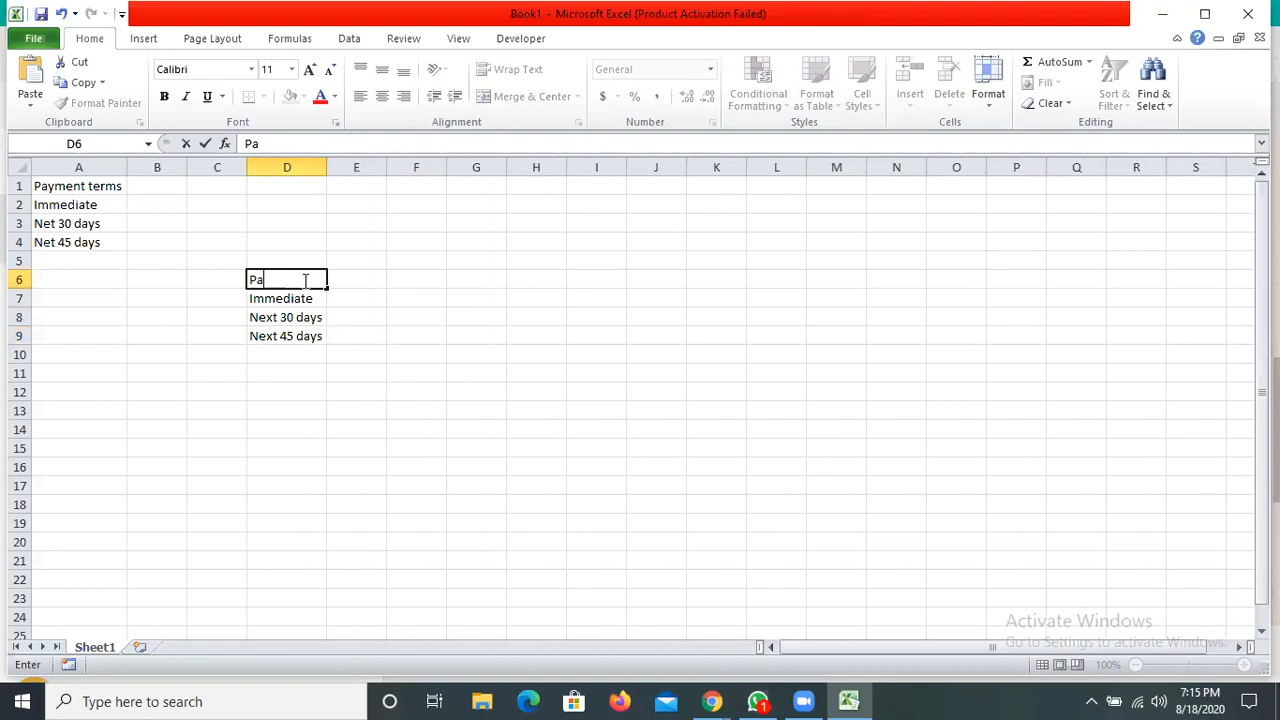 Book1 - Microsoft Excel (Product Activation Failed)
File Home Insert Page Layout Formulas Data Review View Developer
Paste Cut Copy Format Painter Clipboard
Calibri 11 B I U A Font
Wrap Text Merge & Center Alignment
General $ % , Number
Conditional Formatting Format as Table Cell Styles Styles
Insert Delete Format Cells
AutoSum Fill Clear Sort & Filter Find & Select Editing
D6 fx Pa
A B C D E F G H I J K L M N O P Q R S
1 Payment terms
2 Immediate
3 Net 30 days
4 Net 45 days
5
6 Pa
7 Immediate
8 Next 30 days
9 Next 45 days
10
11
12
13
14
15
16
17
18
19
20
21
22
23
24
25
Activate Windows
Go to Settings to activate Windows.
Sheet1
Enter 100%
Type here to search 1 7:15 PM
8/18/2020